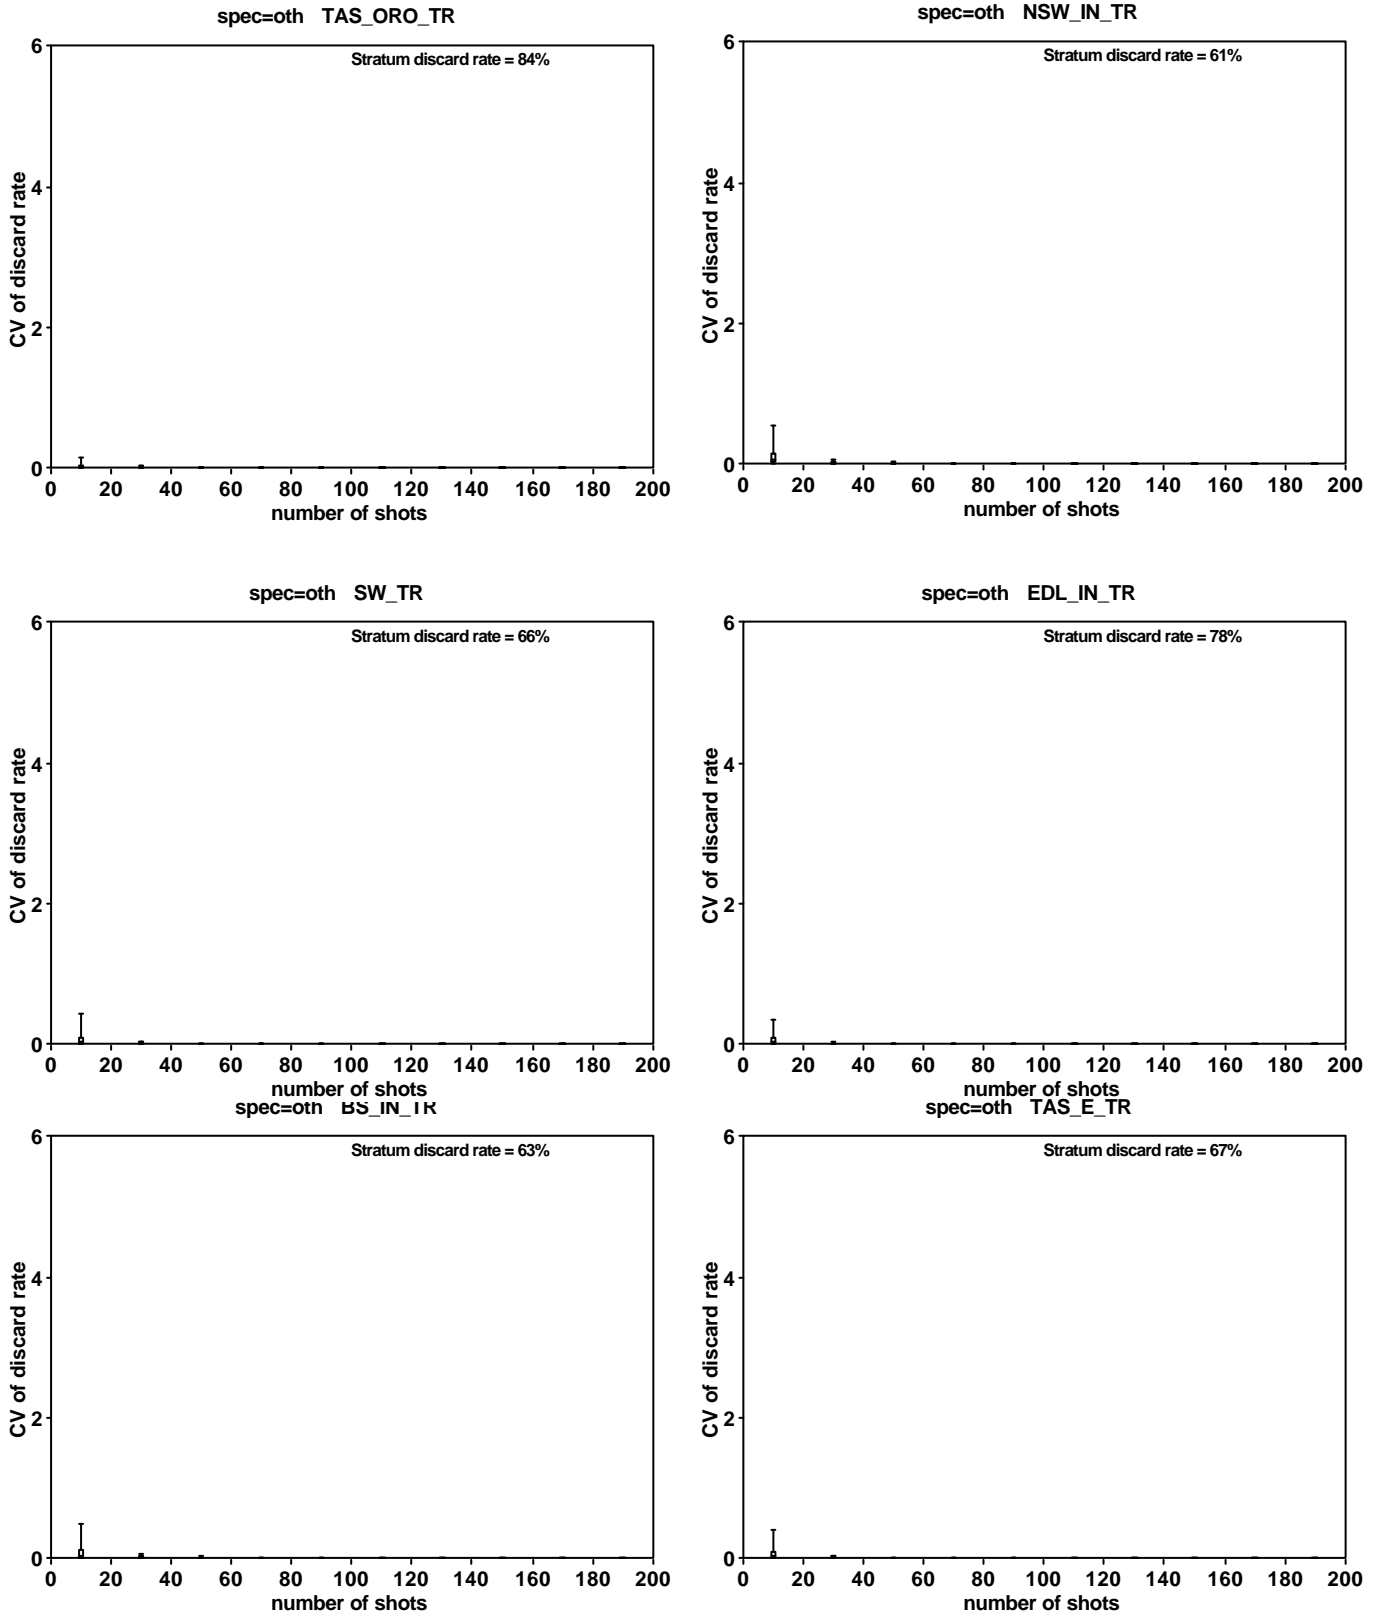 spec=oth TAS_ORO_TR
Stratum discard rate = 84%
CV of discard rate
6
4
2
0
0 20 40 60 80 100 120 140 160 180 200
number of shots
spec=oth NSW_IN_TR
Stratum discard rate = 61%
CV of discard rate
6
4
2
0
0 20 40 60 80 100 120 140 160 180 200
number of shots
spec=oth SW_TR
Stratum discard rate = 66%
CV of discard rate
6
4
2
0
0 20 40 60 80 100 120 140 160 180 200
number of shots
spec=oth EDL_IN_TR
Stratum discard rate = 78%
CV of discard rate
6
4
2
0
0 20 40 60 80 100 120 140 160 180 200
number of shots
spec=oth BS_IN_TR
Stratum discard rate = 63%
CV of discard rate
6
4
2
0
0 20 40 60 80 100 120 140 160 180 200
number of shots
spec=oth TAS_E_TR
Stratum discard rate = 67%
CV of discard rate
6
4
2
0
0 20 40 60 80 100 120 140 160 180 200
number of shots